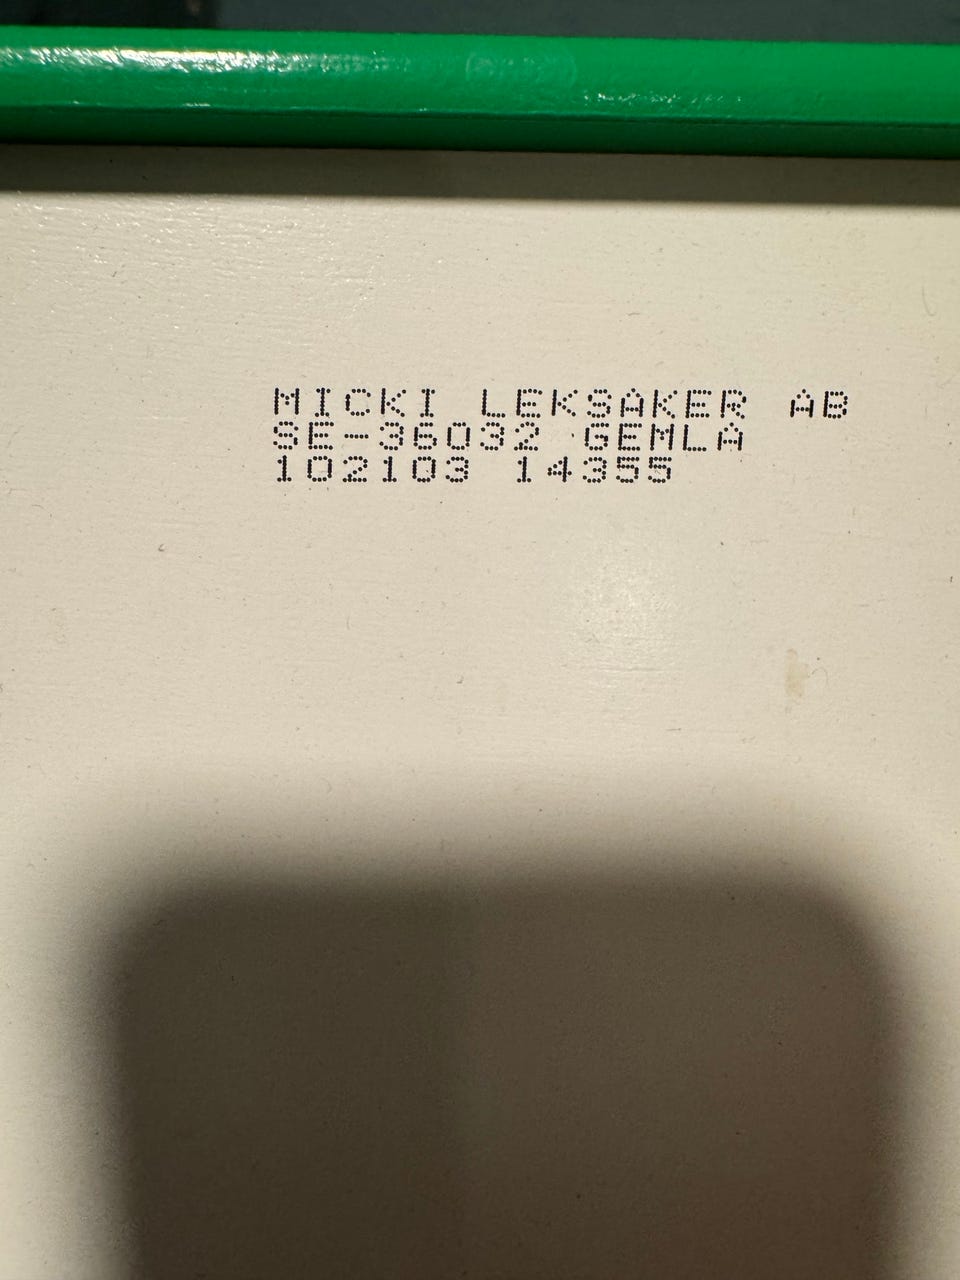 MICKI LEKSAKER AB
SE-36032 GEMLA
102103 14355